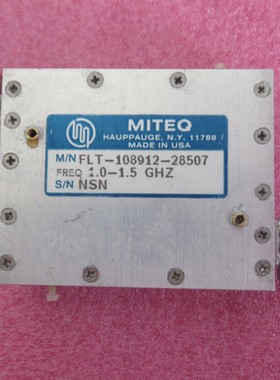 MITEQ
HAUPPAUGE, N.Y. 11788
MADE IN USA
M/N FLT-108912-28507
FREQ 1.0-1.5 GHZ
S/N NSN